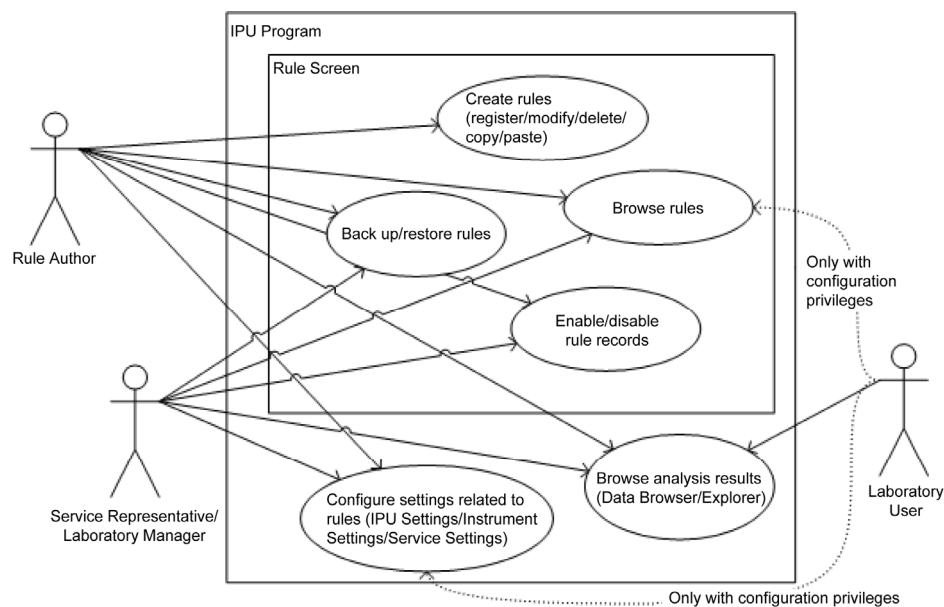 IPU Program
Rule Screen
Create rules
(register/modify/delete/
copy/paste)
Browse rules
Back up/restore rules
Rule Author
Only with
configuration
privileges
Enable/disable
rule records
Browse analysis results
(Data Browser/Explorer)
Laboratory
User
Configure settings related to
rules (IPU Settings/Instrument
Settings/Service Settings)
Service Representative/
Laboratory Manager
Only with configuration privileges